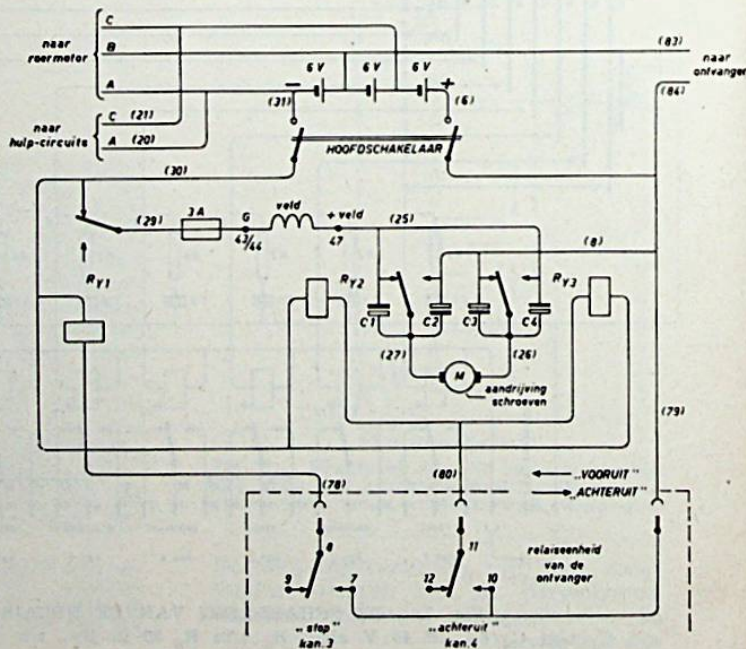 C
naar
roermotor
B
A
(83)
naar
ontvanger
(84)
6 V
6 V
6 V
−
+
(31)
(6)
naar
hulp-circuits
C
(21)
A
(20)
HOOFDSCHAKELAAR
(30)
(29)
3 A
G
43/44
veld
+ veld
47
(25)
(8)
RY1
RY2
RY3
C1
C2
C3
C4
(27)
(26)
M
aandrijving
schroeven
(79)
(78)
(80)
„VOORUIT"
„ACHTERUIT"
8
11
relaiseenheid
van de
ontvanger
9
7
12
10
„stop"
kan.3
„achteruit"
kan.4